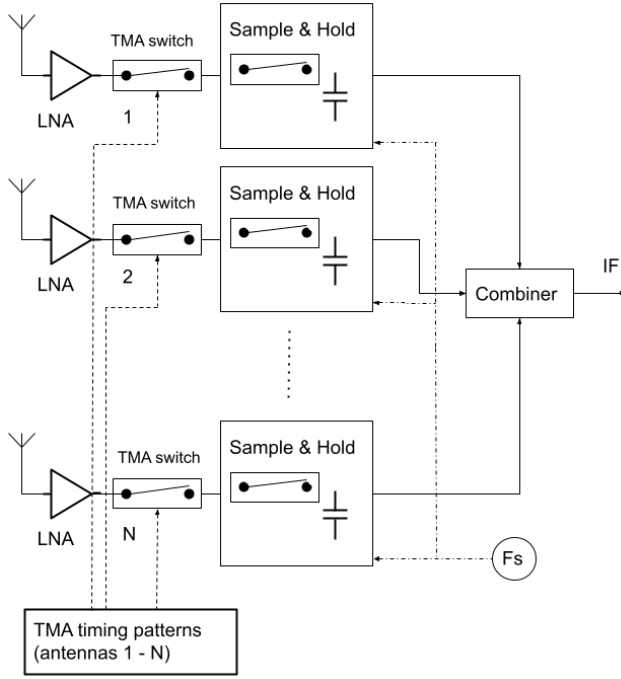 Sample & Hold
TMA switch
LNA
1
Sample & Hold
TMA switch
LNA
2
IF
Combiner
Sample & Hold
TMA switch
LNA
N
Fs
TMA timing patterns
(antennas 1 - N)